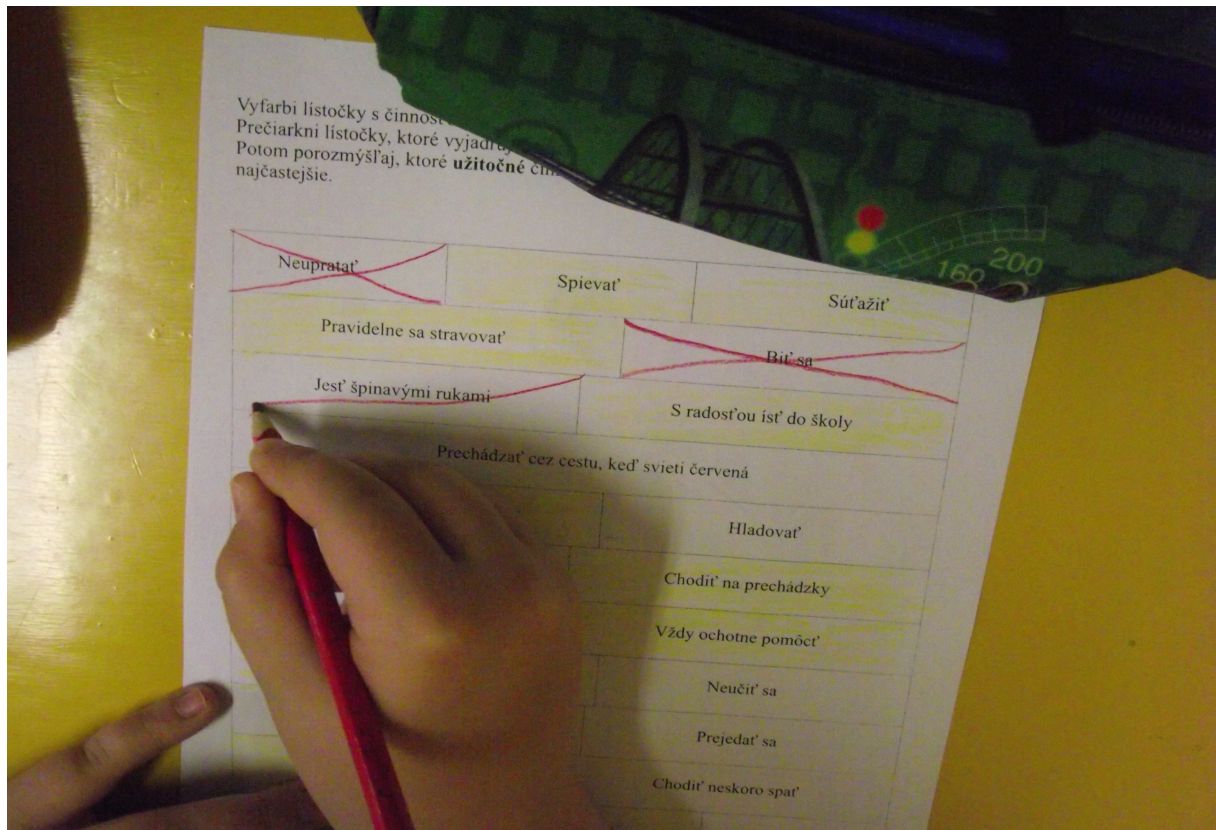 Vyfarbi lístočky s
Prečiarkni lístočky, ktoré
Potom porozmýšľaj, ktoré užitočné
najčastejšie.
Neupratať Spievať Súťažiť
Pravidelne sa stravovať Biť sa
Jesť špinavými rukami S radosťou ísť do školy
Prechádzať cez cestu, keď svieti červená
Hladovať
Chodiť na prechádzky
Vždy ochotne pomôcť
Neučiť sa
Prejedať sa
Chodiť neskoro spať
160 200